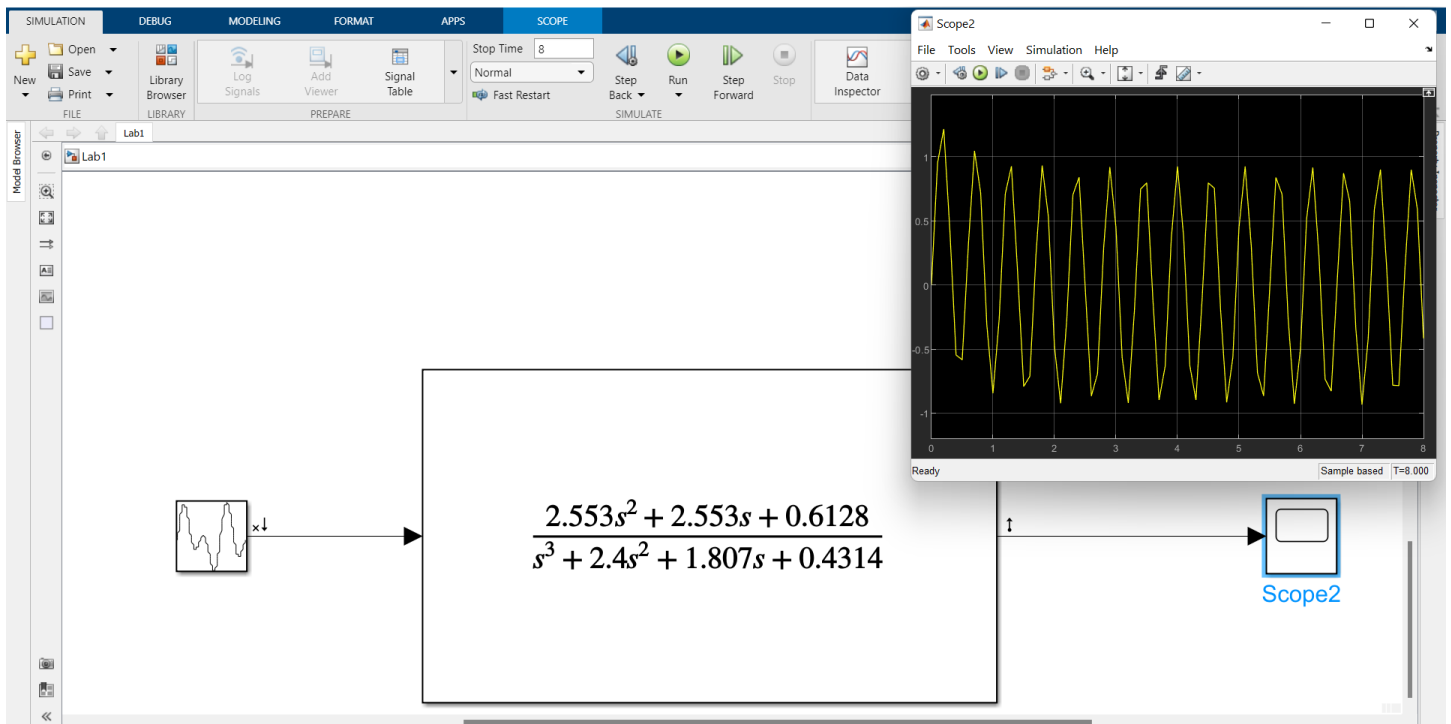 SIMULATION DEBUG MODELING FORMAT APPS SCOPE
New
Open
Save
Print
FILE
Library
Browser
LIBRARY
Log
Signals
Add
Viewer
Signal
Table
PREPARE
Stop Time 8
Normal
Fast Restart
Step
Back
Run
Step
Forward
Stop
SIMULATE
Data
Inspector
Model Browser
Lab1
Lab1
Scope2
File Tools View Simulation Help
1
0.5
0
-0.5
-1
0 1 2 3 4 5 6 7 8
Ready Sample based T=8.000
2.553s² + 2.553s + 0.6128
s³ + 2.4s² + 1.807s + 0.4314
Scope2